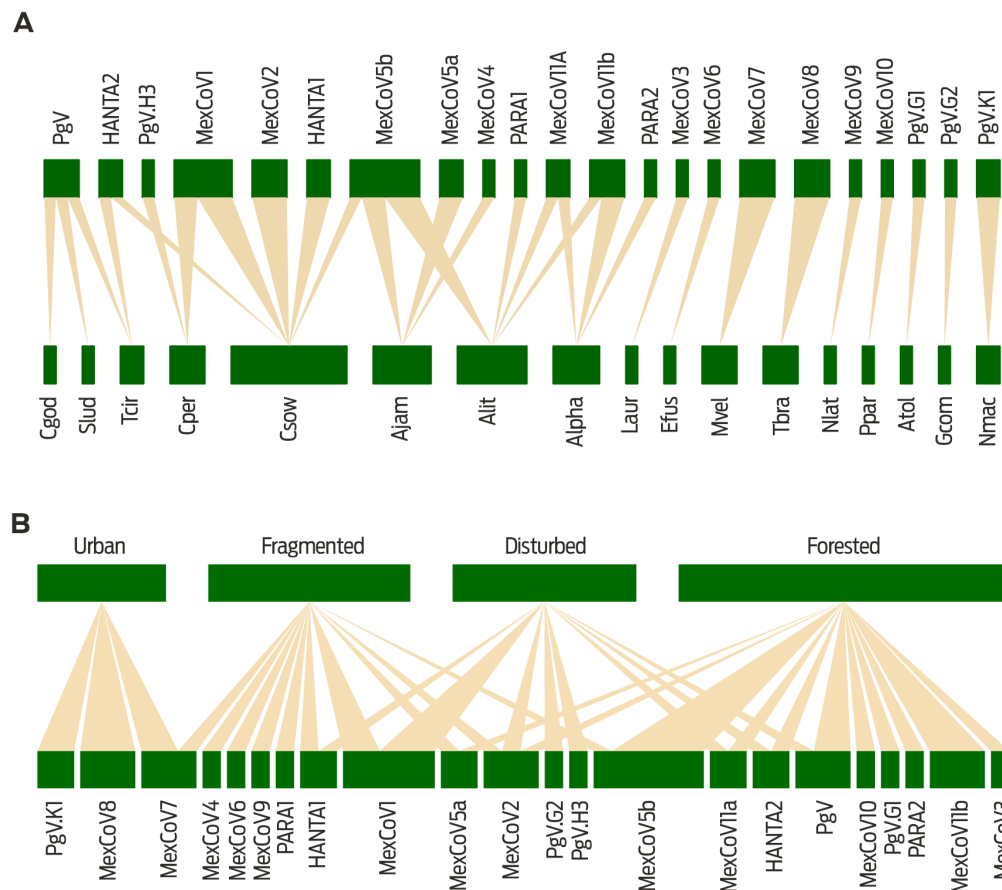 A
PgV
HANTA2
PgV.H3
MexCoV1
MexCoV2
HANTA1
MexCoV5b
MexCoV5a
MexCoV4
PARA1
MexCoV11A
MexCoV11b
PARA2
MexCoV3
MexCoV6
MexCoV7
MexCoV8
MexCoV9
MexCoV10
PgV.G1
PgV.G2
PgV.K1
Cgod
Slud
Tcir
Cper
Csow
Ajam
Alit
Alpha
Laur
Efus
Mvel
Tbra
Nlat
Ppar
Atol
Gcom
Nmac
B
Urban
Fragmented
Disturbed
Forested
PgV.K1
MexCoV8
MexCoV7
MexCoV4
MexCoV6
MexCoV9
PARA1
HANTA1
MexCoV1
MexCoV5a
MexCoV2
PgV.G2
PgV.H3
MexCoV5b
MexCoV11a
HANTA2
PgV
MexCoV10
PgV.G1
PARA2
MexCoV11b
MexCoV3